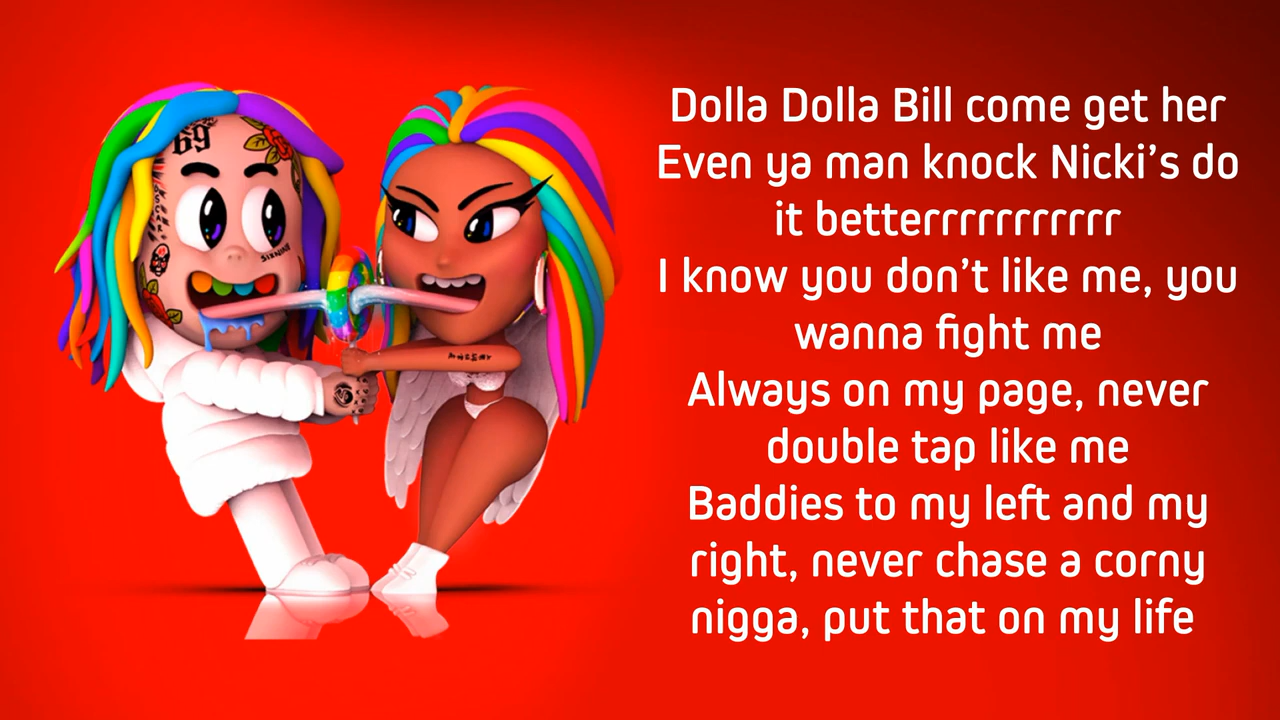 Dolla Dolla Bill come get her
Even ya man knock Nicki’s do
it betterrrrrrrrrrr
I know you don’t like me, you
wanna fight me
Always on my page, never
double tap like me
Baddies to my left and my
right, never chase a corny
nigga, put that on my life
69